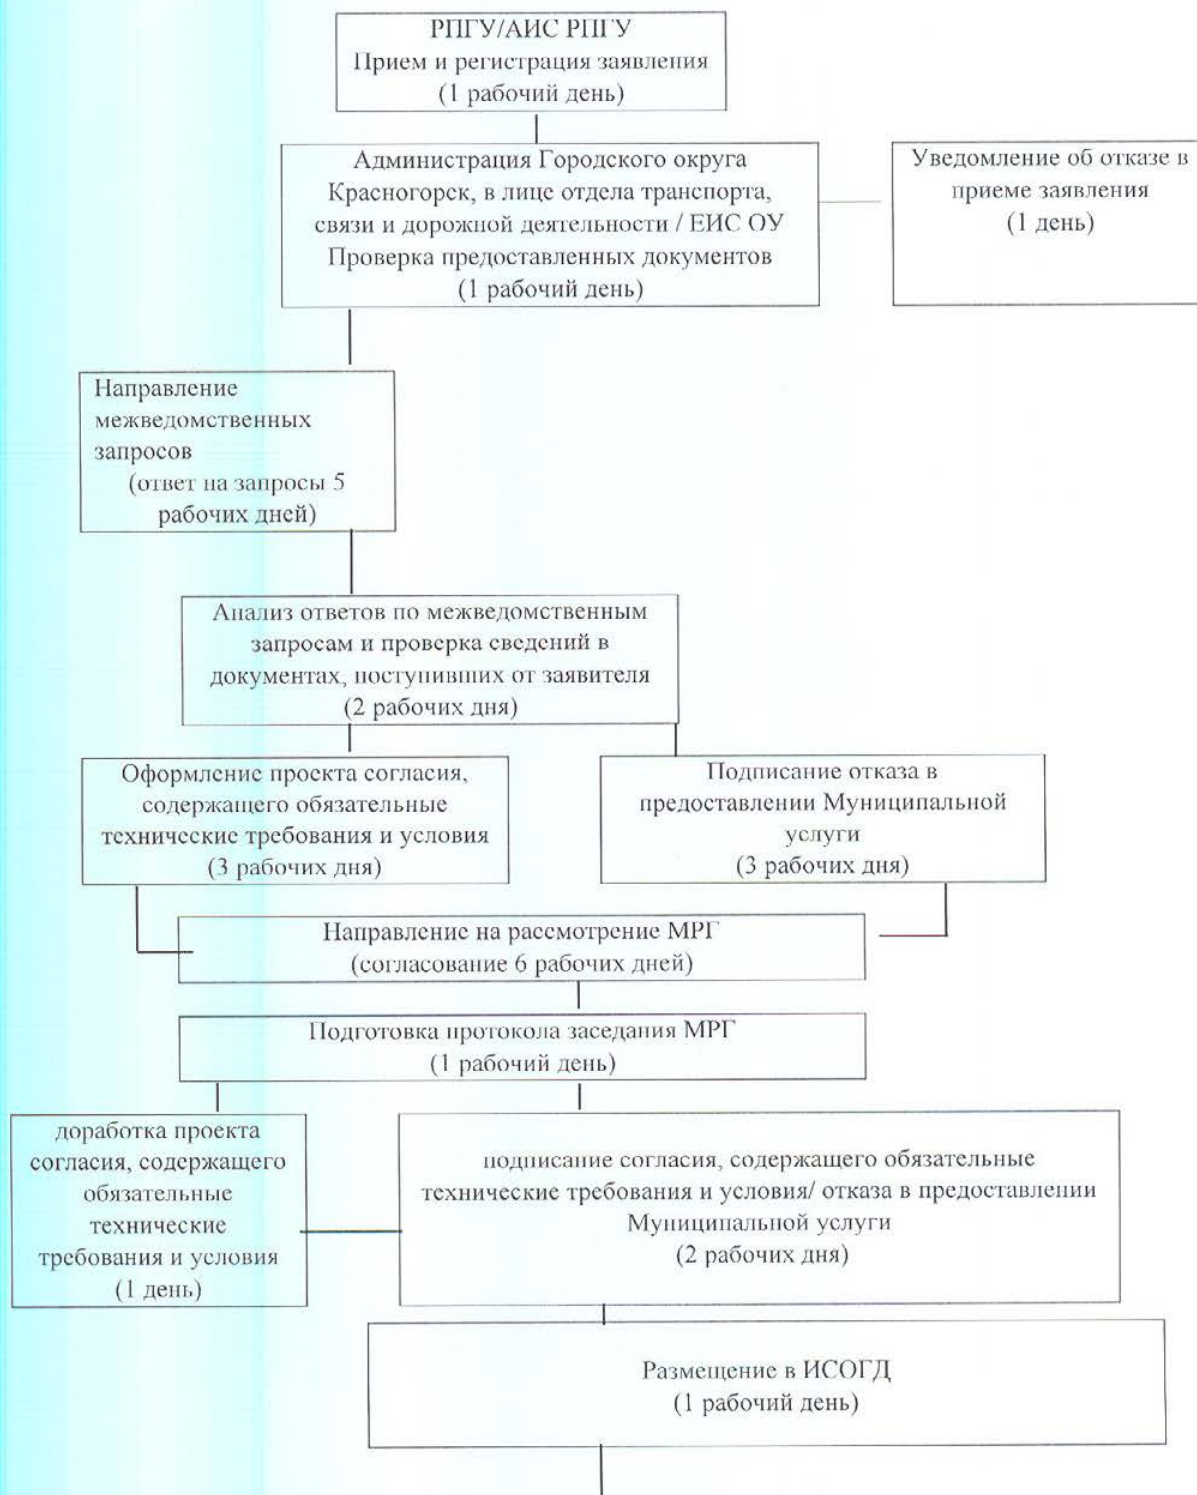 РПГУ/АИС РПГУ
Прием и регистрация заявления
(1 рабочий день)
Администрация Городского округа
Красногорск, в лице отдела транспорта,
связи и дорожной деятельности / ЕИС ОУ
Проверка предоставленных документов
(1 рабочий день)
Уведомление об отказе в
приеме заявления
(1 день)
Направление
межведомственных
запросов
(ответ на запросы 5
рабочих дней)
Анализ ответов по межведомственным
запросам и проверка сведений в
документах, поступивших от заявителя
(2 рабочих дня)
Оформление проекта согласия,
содержащего обязательные
технические требования и условия
(3 рабочих дня)
Подписание отказа в
предоставлении Муниципальной
услуги
(3 рабочих дня)
Направление на рассмотрение МРГ
(согласование 6 рабочих дней)
Подготовка протокола заседания МРГ
(1 рабочий день)
доработка проекта
согласия, содержащего
обязательные
технические
требования и условия
(1 день)
подписание согласия, содержащего обязательные
технические требования и условия/ отказа в предоставлении
Муниципальной услуги
(2 рабочих дня)
Размещение в ИСОГД
(1 рабочий день)